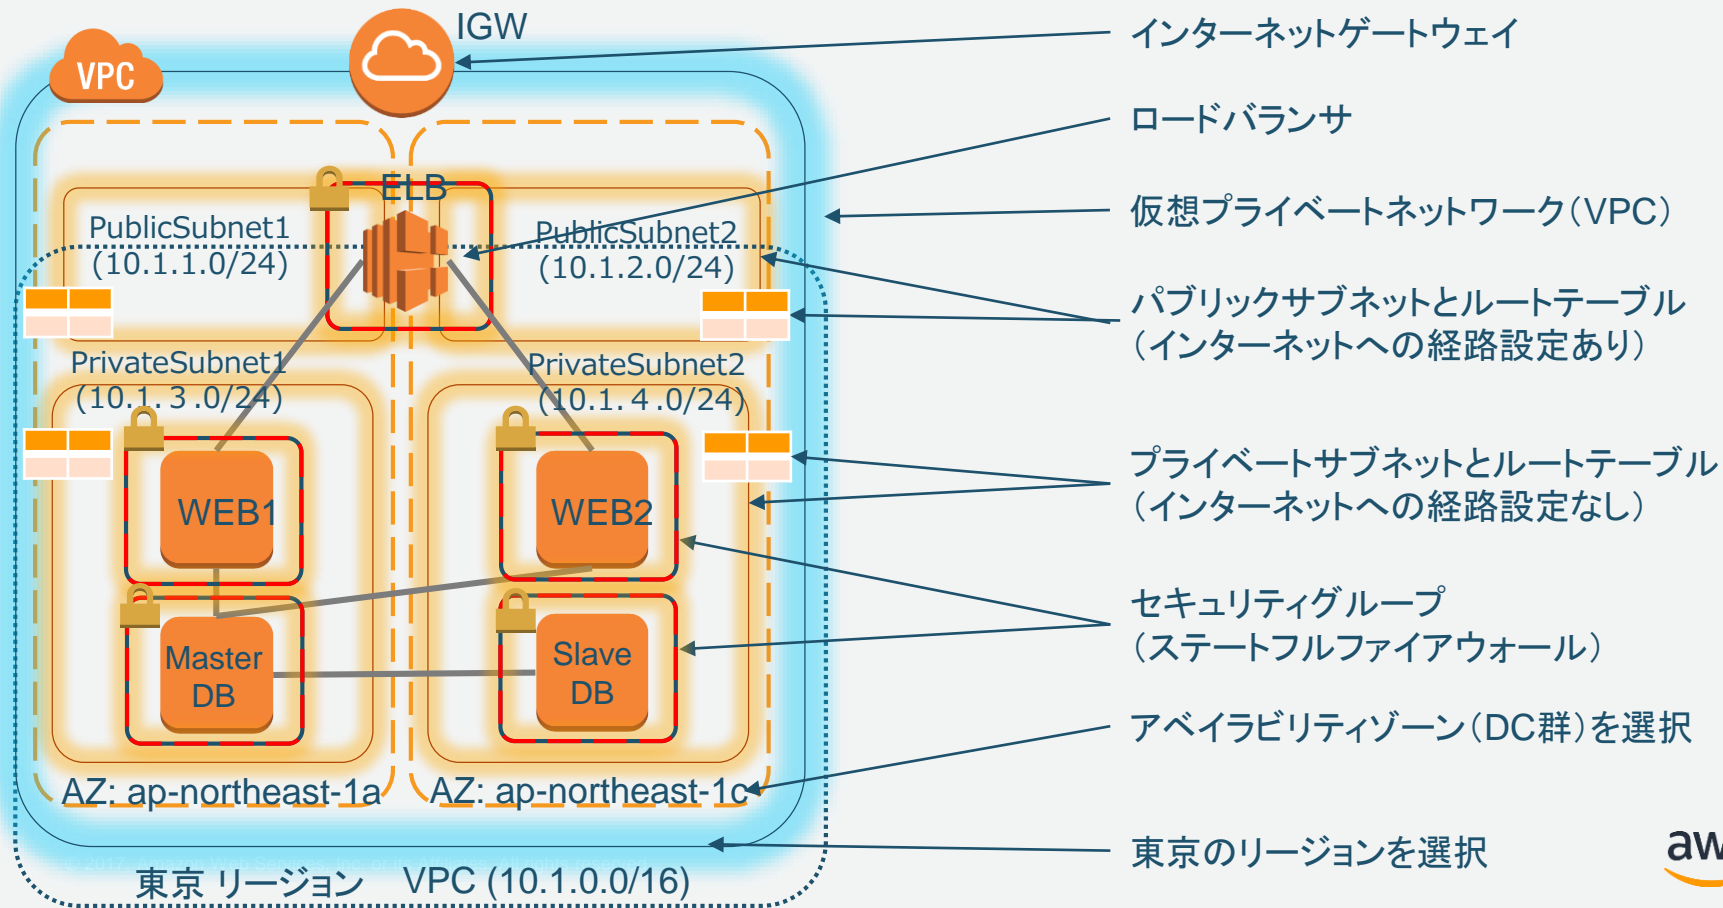 IGW
VPC
ELB
PublicSubnet1
(10.1.1.0/24)
PublicSubnet2
(10.1.2.0/24)
PrivateSubnet1
(10.1.３.0/24)
PrivateSubnet2
(10.1.４.0/24)
WEB1
WEB2
Master
DB
Slave
DB
AZ: ap-northeast-1a
AZ: ap-northeast-1c
東京 リージョン
VPC (10.1.0.0/16)
インターネットゲートウェイ
ロードバランサ
仮想プライベートネットワーク（VPC）
パブリックサブネットとルートテーブル
（インターネットへの経路設定あり）
プライベートサブネットとルートテーブル
（インターネットへの経路設定なし）
セキュリティグループ
（ステートフルファイアウォール）
アベイラビリティゾーン（DC群）を選択
東京のリージョンを選択